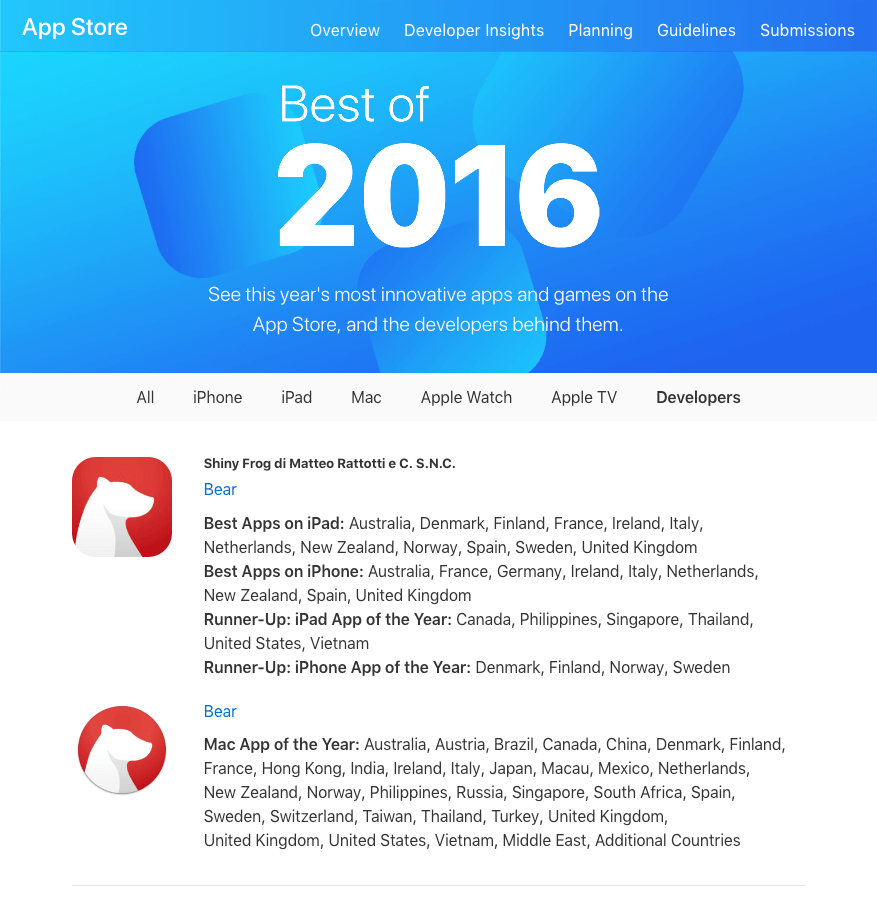 App Store
Overview Developer Insights Planning Guidelines Submissions
Best of
2016
See this year's most innovative apps and games on the
App Store, and the developers behind them.
All iPhone iPad Mac Apple Watch Apple TV Developers
Shiny Frog di Matteo Rattotti e C. S.N.C.
Bear
Best Apps on iPad: Australia, Denmark, Finland, France, Ireland, Italy,
Netherlands, New Zealand, Norway, Spain, Sweden, United Kingdom
Best Apps on iPhone: Australia, France, Germany, Ireland, Italy, Netherlands,
New Zealand, Spain, United Kingdom
Runner-Up: iPad App of the Year: Canada, Philippines, Singapore, Thailand,
United States, Vietnam
Runner-Up: iPhone App of the Year: Denmark, Finland, Norway, Sweden
Bear
Mac App of the Year: Australia, Austria, Brazil, Canada, China, Denmark, Finland,
France, Hong Kong, India, Ireland, Italy, Japan, Macau, Mexico, Netherlands,
New Zealand, Norway, Philippines, Russia, Singapore, South Africa, Spain,
Sweden, Switzerland, Taiwan, Thailand, Turkey, United Kingdom,
United Kingdom, United States, Vietnam, Middle East, Additional Countries